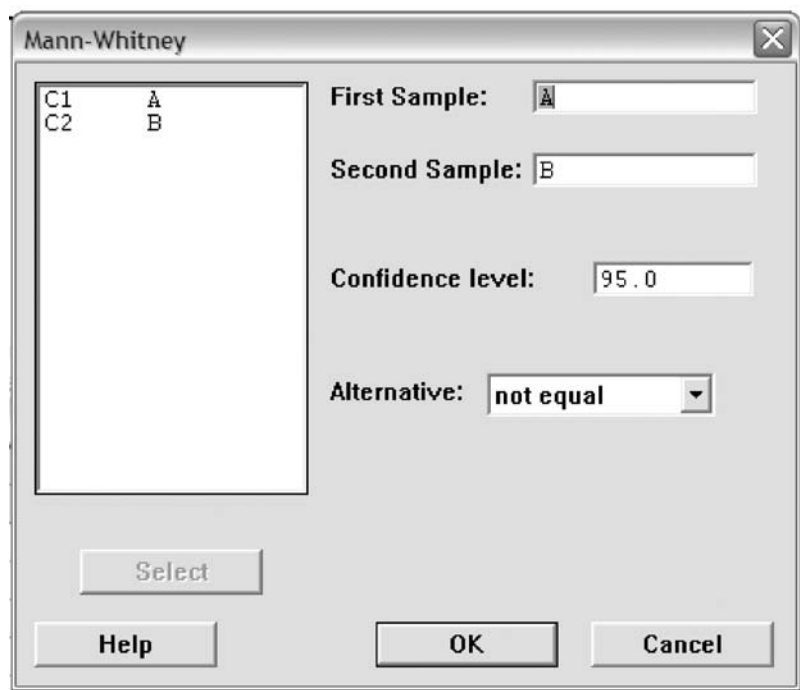 Mann-Whitney
C1 A
C2 B
First Sample: A
Second Sample: B
Confidence level: 95.0
Alternative: not equal
Select
Help OK Cancel